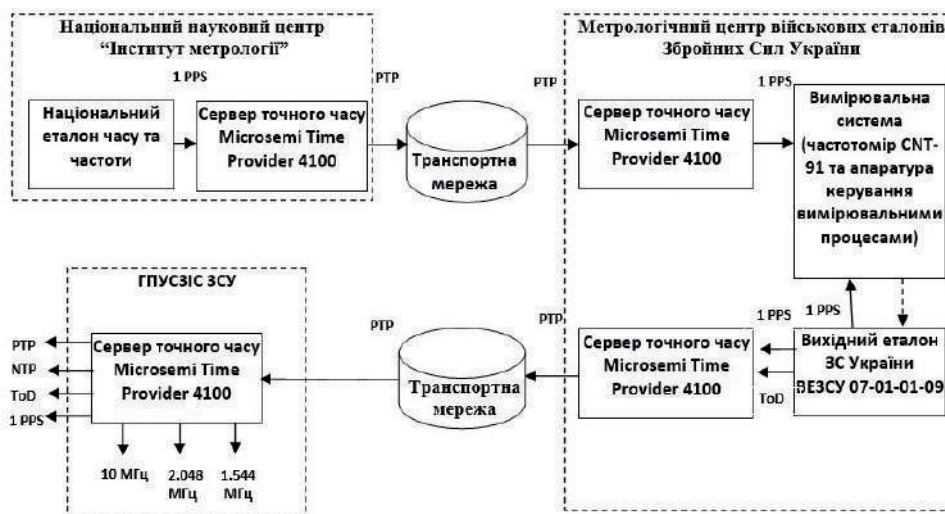 Національний науковий центр
“Інститут метрології”
1 PPS
Національний
еталон часу та
частоти
Сервер точного часу
Microsemi Time
Provider 4100
PTP
Транспортна
мережа
PTP
Метрологічний центр військових еталонів
Збройних Сил України
Сервер точного часу
Microsemi Time
Provider 4100
1 PPS
Вимірювальна
система
(частотомір CNT-
91 та апаратура
керування
вимірювальними
процесами)
ГПУСЗІС ЗСУ
PTP
NTP
ToD
1 PPS
Сервер точного часу
Microsemi Time
Provider 4100
10 МГц
2.048
МГц
1.544
МГц
PTP
Транспортна
мережа
PTP
Сервер точного часу
Microsemi Time
Provider 4100
1 PPS
1 PPS
ToD
Вихідний еталон
ЗС України
ВЕЗСУ 07-01-01-09